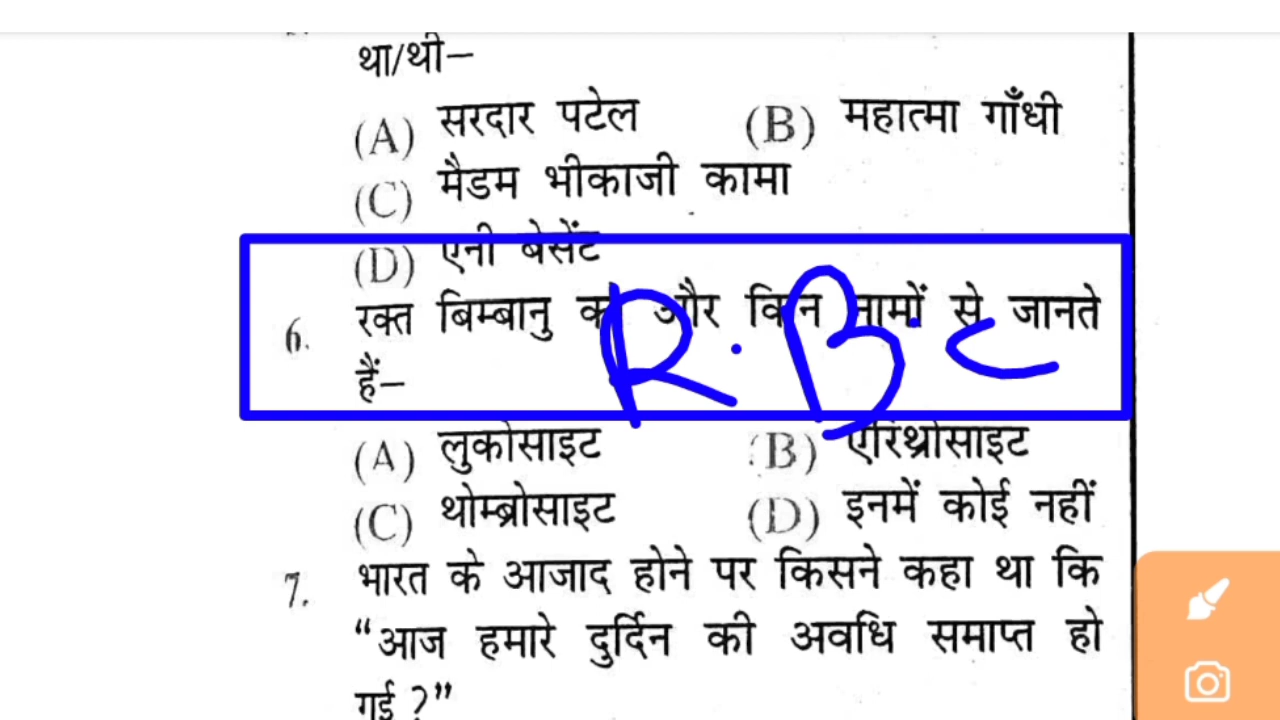 था/थी–
(A) सरदार पटेल (B) महात्मा गाँधी
(C) मैडम भीकाजी कामा
(D) एनी बेसेंट
6. रक्त बिम्बानु को और किन नामों से जानते
हैं–
R.B.C
(A) लुकोसाइट (B) एरिथ्रोसाइट
(C) थोम्ब्रोसाइट (D) इनमें कोई नहीं
7. भारत के आजाद होने पर किसने कहा था कि
“आज हमारे दुर्दिन की अवधि समाप्त हो
गई ?”